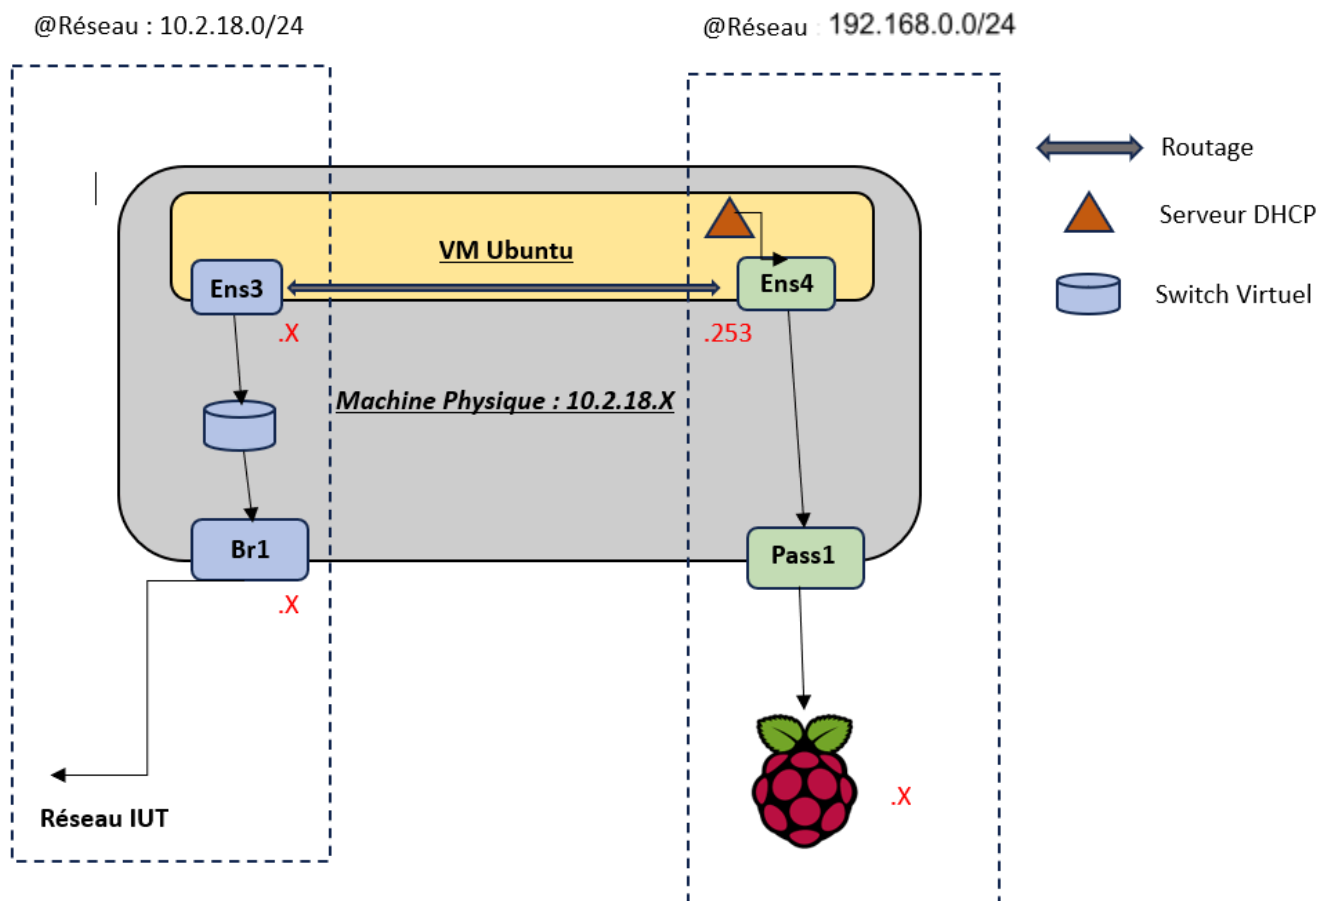 @Réseau : 10.2.18.0/24
@Réseau : 192.168.0.0/24
Routage
Serveur DHCP
Switch Virtuel
VM Ubuntu
Ens3
Ens4
.X
.253
Machine Physique : 10.2.18.X
Br1
Pass1
.X
.X
Réseau IUT